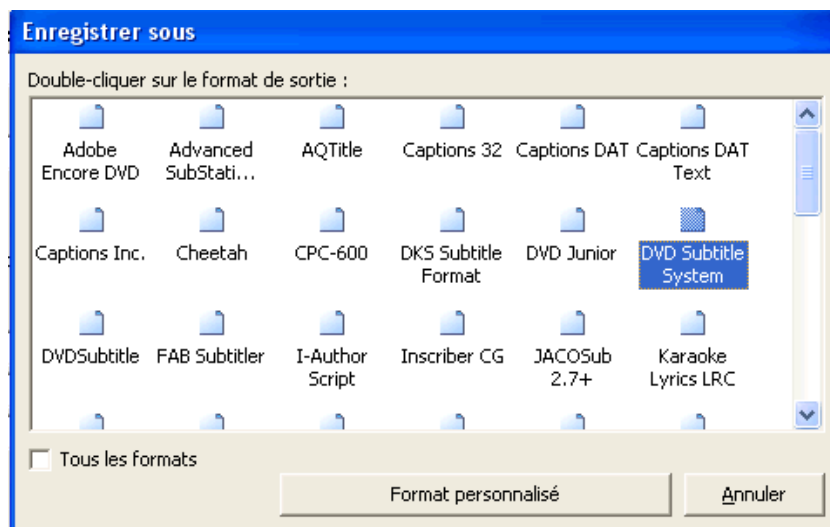 Enregistrer sous
Double-cliquer sur le format de sortie :
Adobe Encore DVD
Advanced SubStati...
AQTitle
Captions 32
Captions DAT
Captions DAT Text
Captions Inc.
Cheetah
CPC-600
DKS Subtitle Format
DVD Junior
DVD Subtitle System
DVDSubtitle
FAB Subtitler
I-Author Script
Inscriber CG
JACOSub 2.7+
Karaoke Lyrics LRC
Tous les formats
Format personnalisé
Annuler